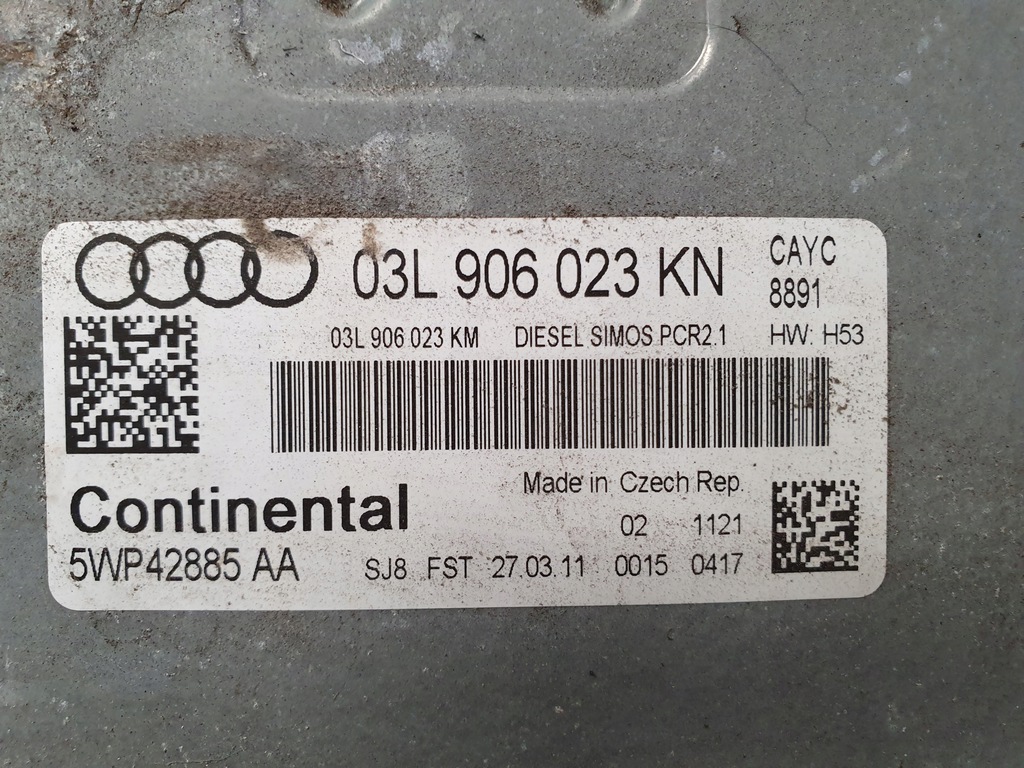 03L 906 023 KN
CAYC
8891
03L 906 023 KM DIESEL SIMOS PCR2.1 HW: H53
Continental
Made in Czech Rep.
02 1121
5WP42885 AA
SJ8 FST 27.03.11 0015 0417